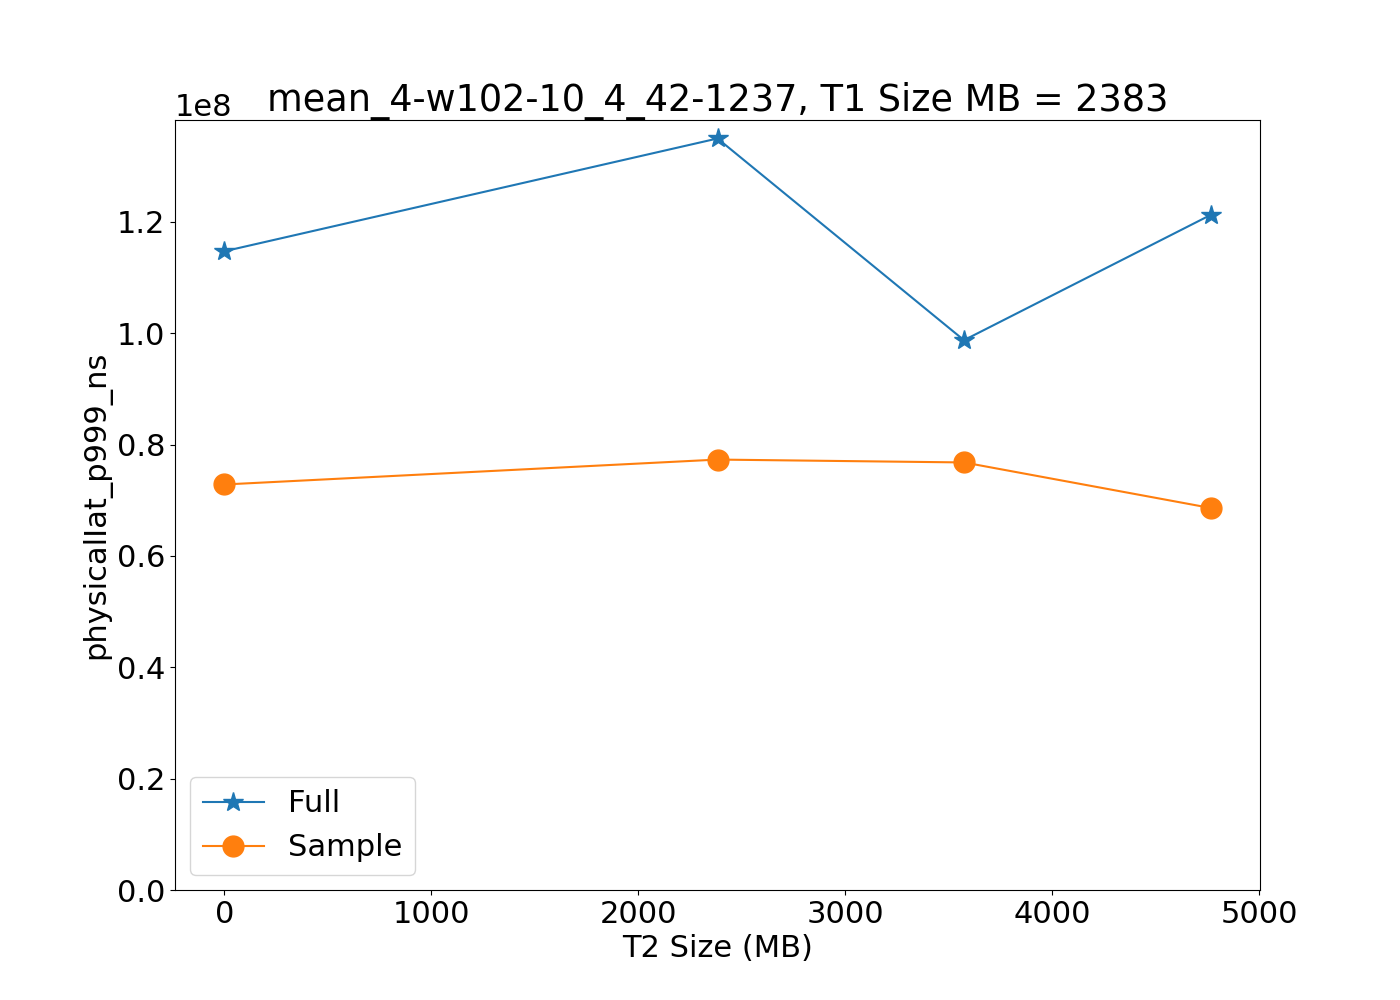 1e8
mean_4-w102-10_4_42-1237, T1 Size MB = 2383
physicallat_p999_ns
1.2
1.0
0.8
0.6
0.4
0.2
0.0
Full
Sample
0 1000 2000 3000 4000 5000
T2 Size (MB)